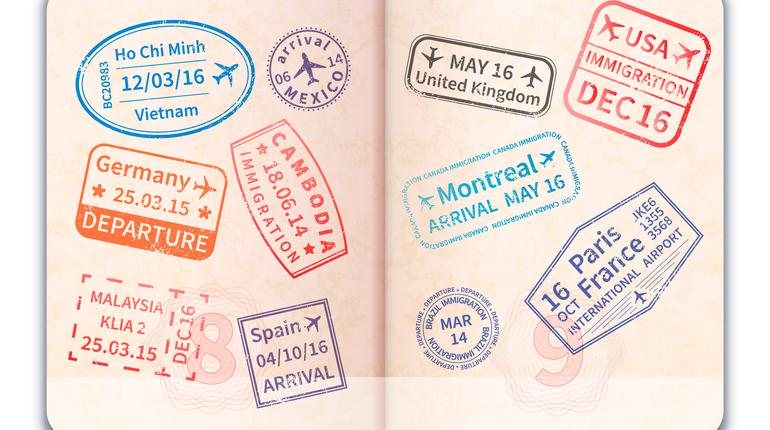 Ho Chi Minh
BC20983
12/03/16
Vietnam
arrival
06 14
MEXICO
Germany
25.03.15
DEPARTURE
CAMBODIA
18.06.14
IMMIGRATION
MALAYSIA
KLIA 2
25.03.15
DEC16
8
Spain
04/10/16
ARRIVAL
MAY 16
United Kingdom
USA
IMMIGRATION
DEC16
CANADA IMMIGRATION CANADA IMMIGRATION
Montreal
ARRIVAL MAY 16
CANADA IMMIGRATION CANADA IMMIGRATION
Paris
16 France
OCT
INTERNATIONAL AIRPORT
JKE6
1355
3568
DEPARTURE • DEPARTURE • DEPARTURE • DEPARTURE
BRAZIL IMMIGRATION BRAZIL IMMIGRATION
MAR
14
9